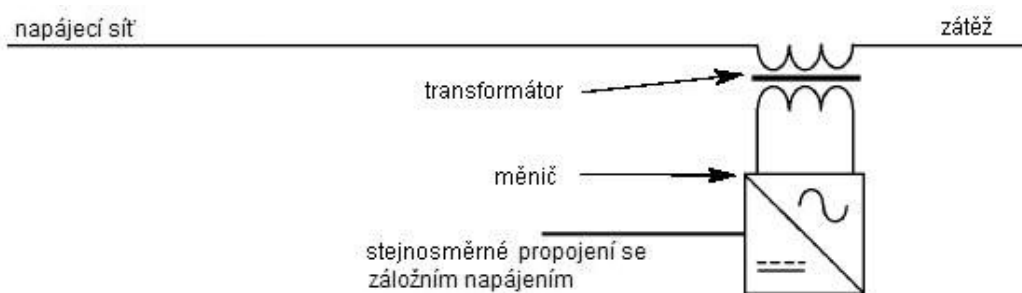 napájecí síť
zátěž
transformátor
měnič
stejnosměrné propojení se
záložním napájením